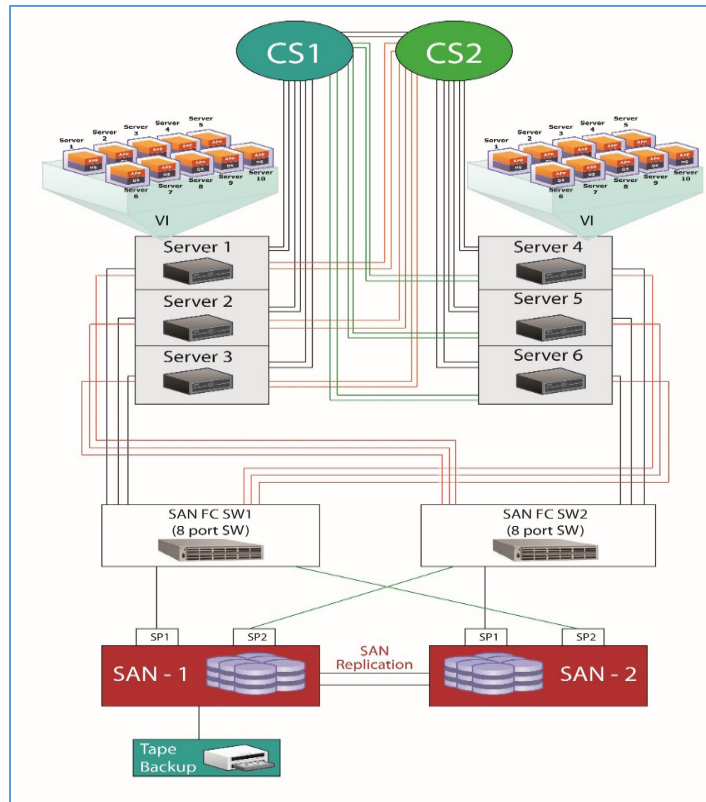 CS1
CS2
Server 1
Server 2
Server 3
Server 4
Server 5
Server 6
Server 7
Server 8
Server 9
Server 10
APP
OS
VI
Server 1
Server 2
Server 3
Server 4
Server 5
Server 6
Server 7
Server 8
Server 9
Server 10
APP
OS
VI
Server 1
Server 2
Server 3
Server 4
Server 5
Server 6
SAN FC SW1
(8 port SW)
SAN FC SW2
(8 port SW)
SP1
SP2
SP1
SP2
SAN - 1
SAN
Replication
SAN - 2
Tape
Backup